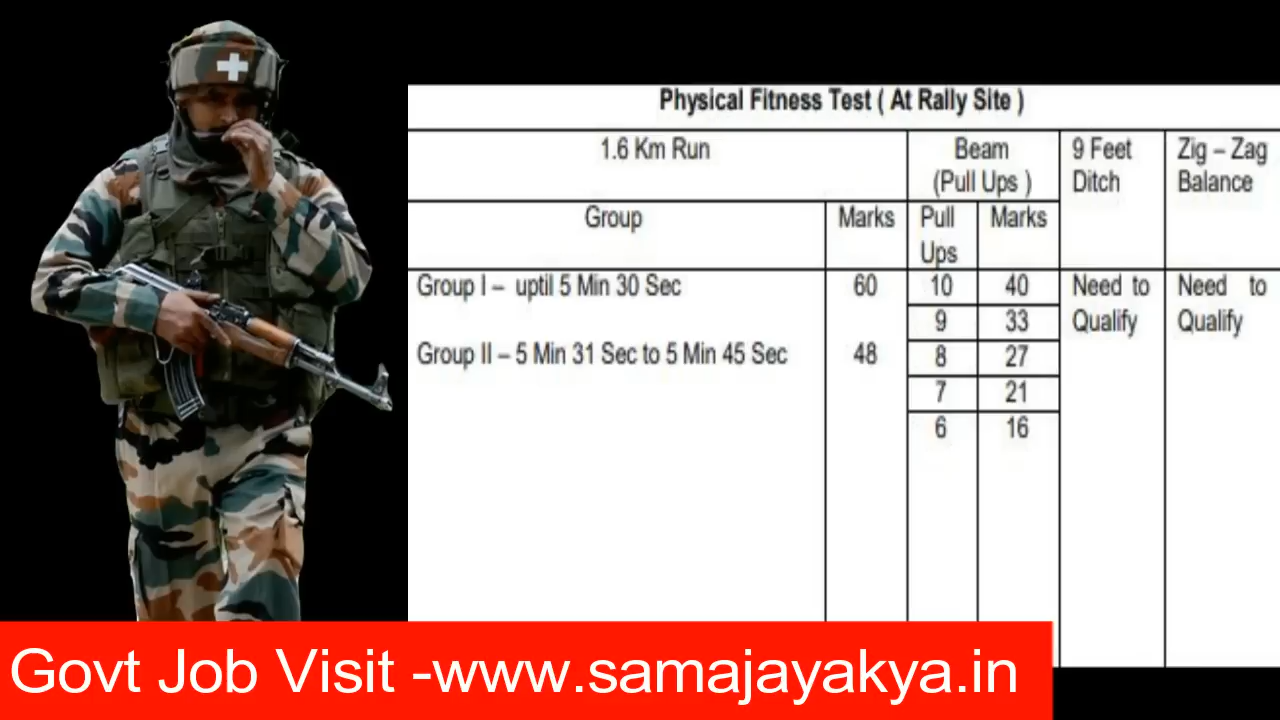 Physical Fitness Test ( At Rally Site )
1.6 Km Run
Beam
(Pull Ups )
9 Feet
Ditch
Zig – Zag
Balance
Group
Marks
Pull
Ups
Marks
Group I – uptil 5 Min 30 Sec
60
10
40
Need to
Qualify
Need to
Qualify
9
33
Group II – 5 Min 31 Sec to 5 Min 45 Sec
48
8
27
7
21
6
16
Govt Job Visit -www.samajayakya.in